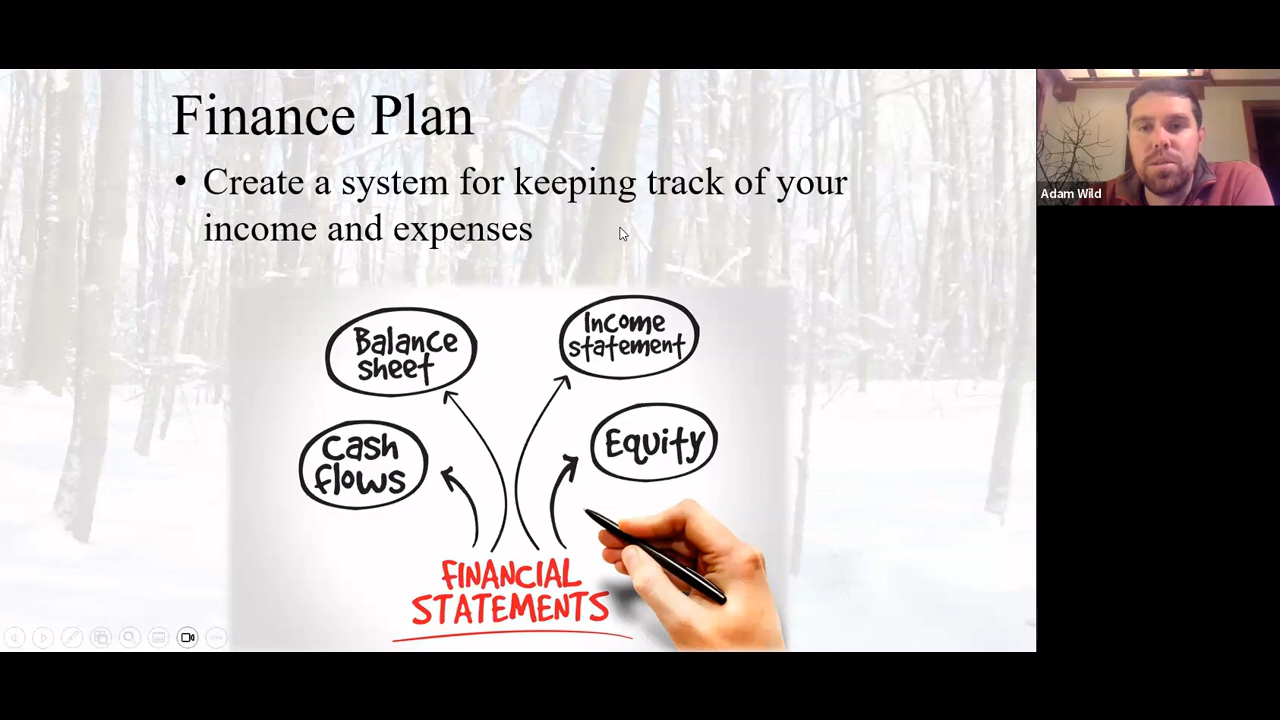 Finance Plan
• Create a system for keeping track of your
income and expenses
Balance
sheet
Income
statement
Cash
flows
Equity
FINANCIAL
STATEMENTS
Adam Wild